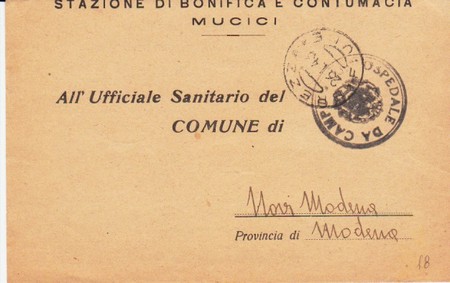 STAZIONE DI BONIFICA E CONTUMACIA
MUCICI
OSPEDALE DA CAMP
All'Ufficiale Sanitario del
COMUNE di
Novi Modena
Provincia di Modena
18